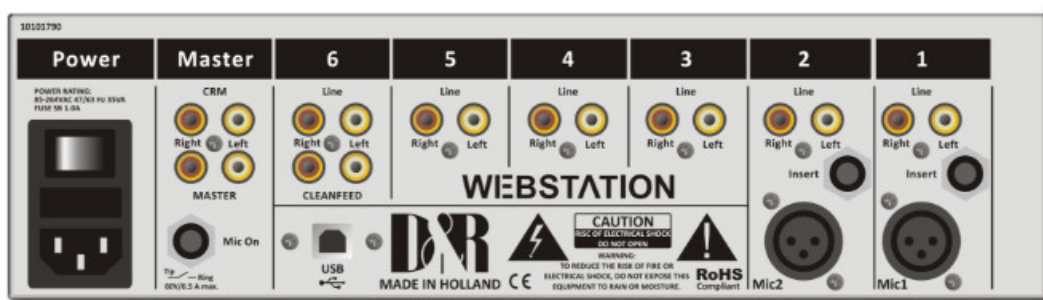 10101790
Power
Master
6
5
4
3
2
1
POWER RATING:
85-264VAC 47/63 Hz 35VA
FUSE SB 1.0A
CRM
Right
Left
MASTER
Mic On
Tip
Ring
60V/0.5 A max.
Line
Right
Left
CLEANFEED
Line
Right
Left
Line
Right
Left
Line
Right
Left
Line
Right
Left
Insert
Mic2
Line
Right
Left
Insert
Mic1
WEBSTATION
USB
D&R
MADE IN HOLLAND
CE
CAUTION
RISC OF ELECTRICAL SHOCK
DO NOT OPEN
WARNING:
TO REDUCE THE RISK OF FIRE OR
ELECTRICAL SHOCK, DO NOT EXPOSE THIS
EQUIPMENT TO RAIN OR MOISTURE.
RoHS
Compliant